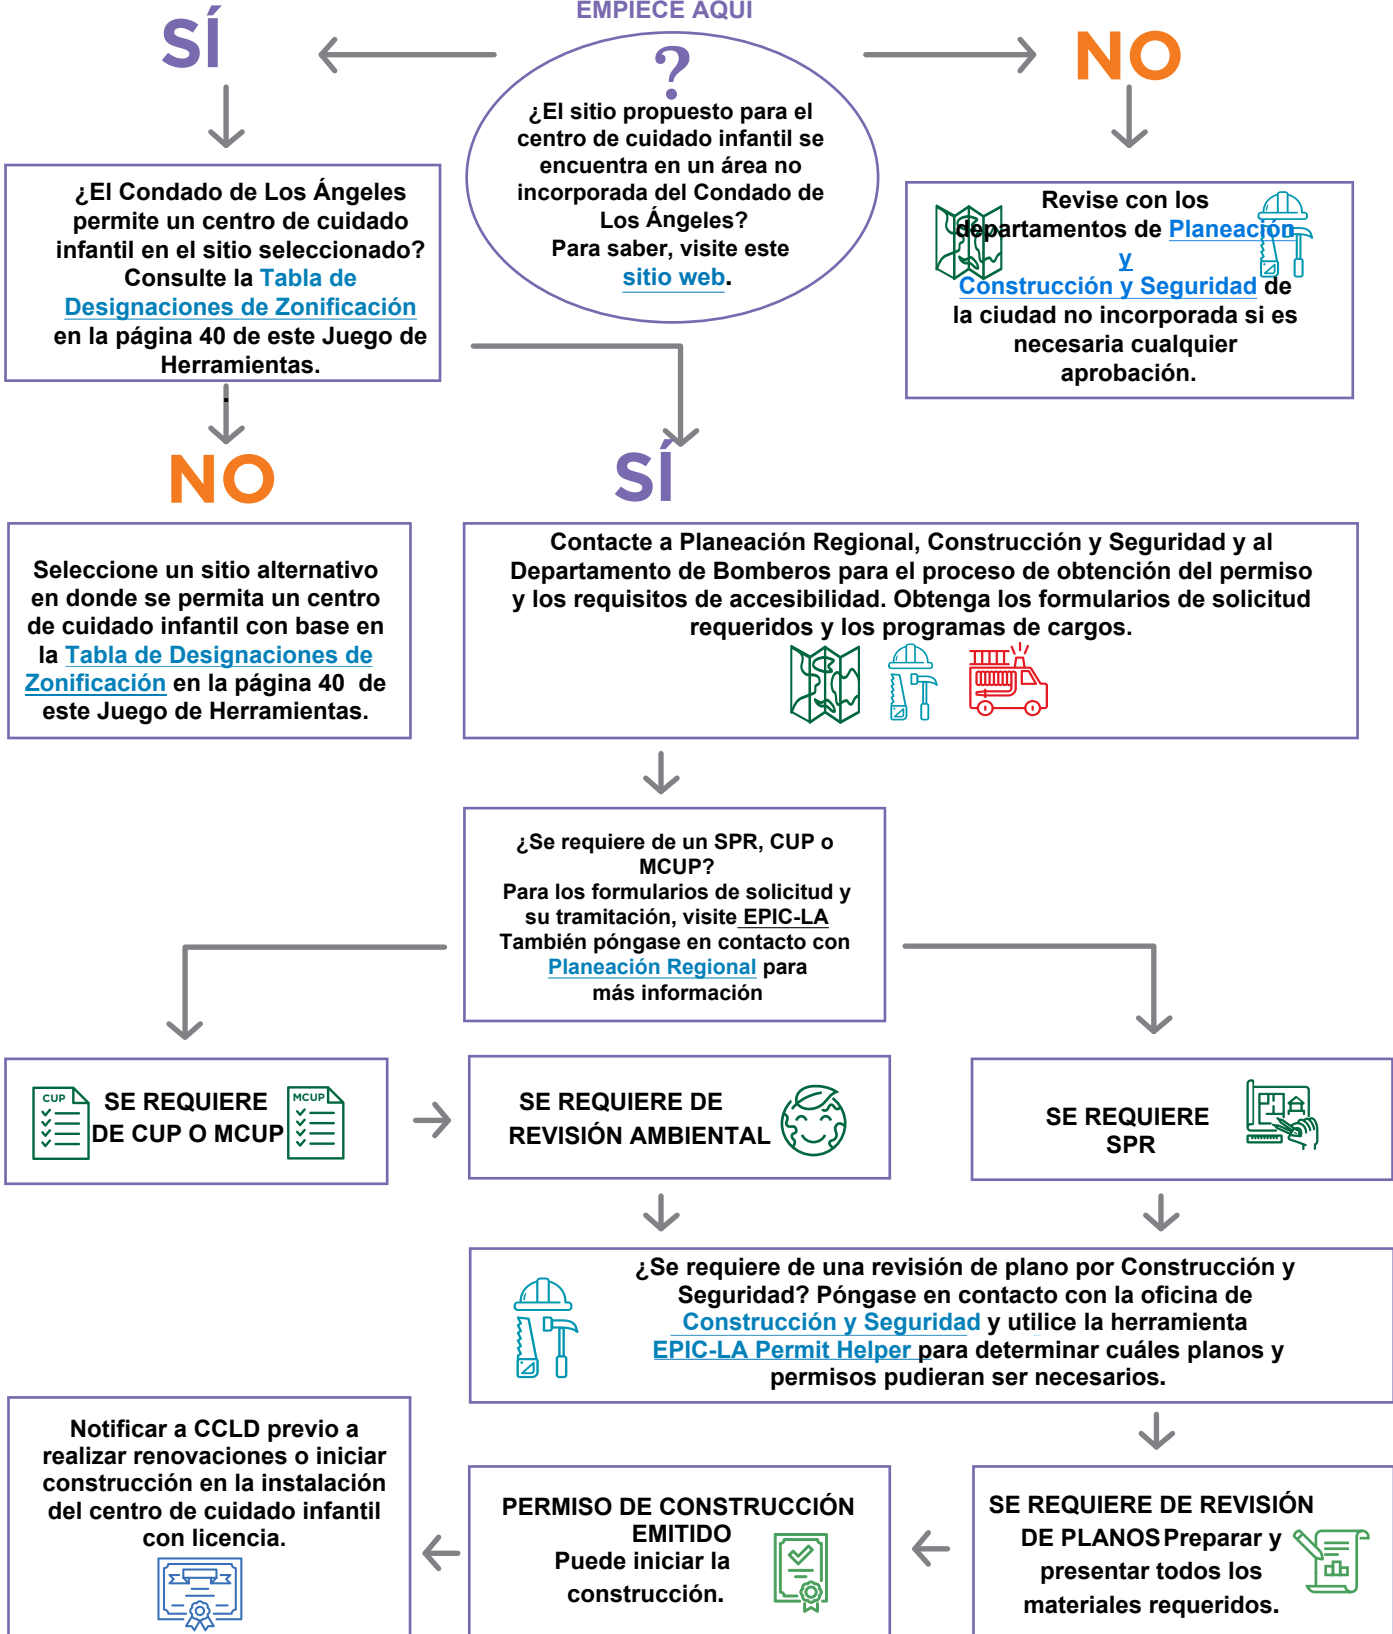 EMPIECE AQUÍ
SÍ
?
NO
¿El sitio propuesto para el
centro de cuidado infantil se
encuentra en un área no
incorporada del Condado de
Los Ángeles?
Para saber, visite este
sitio web.
¿El Condado de Los Ángeles
permite un centro de cuidado
infantil en el sitio seleccionado?
Consulte la Tabla de
Designaciones de Zonificación
en la página 40 de este Juego de
Herramientas.
.
Revise con los
departamentos de Planeación
y
Construcción y Seguridad de
la ciudad no incorporada si es
necesaria cualquier
aprobación.
NO
SÍ
Seleccione un sitio alternativo
en donde se permita un centro
de cuidado infantil con base en
la Tabla de Designaciones de
Zonificación en la página 40 de
este Juego de Herramientas.
Contacte a Planeación Regional, Construcción y Seguridad y al
Departamento de Bomberos para el proceso de obtención del permiso
y los requisitos de accesibilidad. Obtenga los formularios de solicitud
requeridos y los programas de cargos.
¿Se requiere de un SPR, CUP o
MCUP?
Para los formularios de solicitud y
su tramitación, visite EPIC-LA
También póngase en contacto con
Planeación Regional para
más información
CUP
SE REQUIERE
DE CUP O MCUP
MCUP
SE REQUIERE DE
REVISIÓN AMBIENTAL
SE REQUIERE
SPR
¿Se requiere de una revisión de plano por Construcción y
Seguridad? Póngase en contacto con la oficina de
Construcción y Seguridad y utilice la herramienta
EPIC-LA Permit Helper para determinar cuáles planos y
permisos pudieran ser necesarios.
Notificar a CCLD previo a
realizar renovaciones o iniciar
construcción en la instalación
del centro de cuidado infantil
con licencia.
PERMISO DE CONSTRUCCIÓN
EMITIDO
Puede iniciar la
construcción.
SE REQUIERE DE REVISIÓN
DE PLANOS Preparar y
presentar todos los
materiales requeridos.